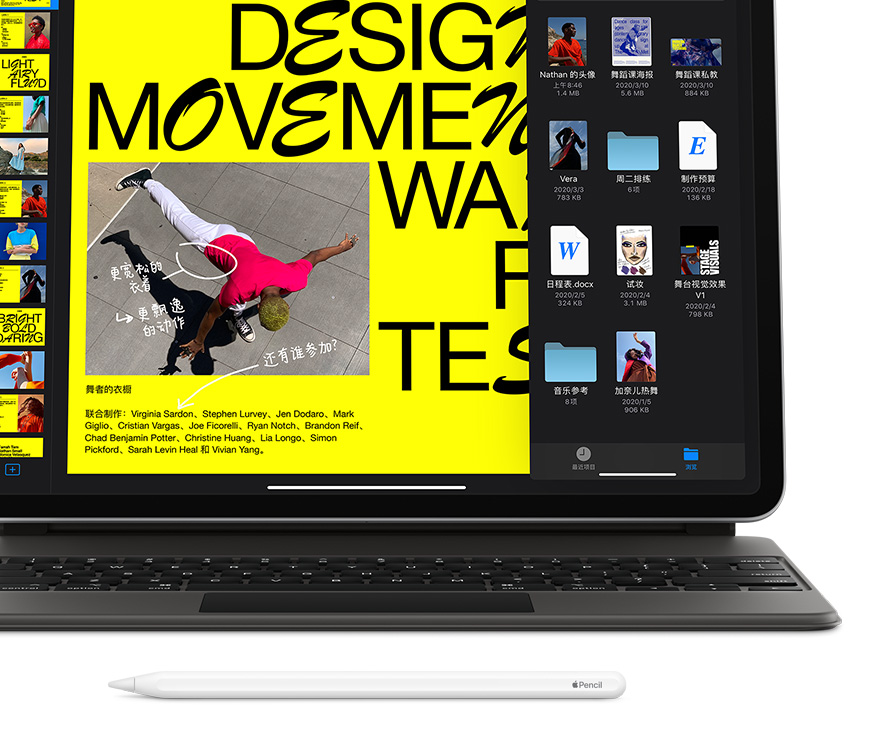 DESIGN
MOVEMEN
WA
F
TES
LIGHT
AIRY
FLUID
BRIGHT
BOLD
DARING
更宽松的
衣着
更飘逸
的动作
还有谁参加?
舞者的衣橱
联合制作：Virginia Sardon、Stephen Lurvey、Jen Dodaro、Mark
Giglio、Cristian Vargas、Joe Ficorelli、Ryan Notch、Brandon Reif、
Chad Benjamin Potter、Christine Huang、Lia Longo、Simon
Pickford、Sarah Levin Heal 和 Vivian Yang。
Nathan 的头像
上午8:46
1.4 MB
舞蹈课海报
2020/3/10
5.6 MB
舞蹈课私教
2020/3/10
884 KB
Vera
2020/3/3
783 KB
周二排练
6项
E
制作预算
2020/2/18
136 KB
W
日程表.docx
2020/2/5
324 KB
试妆
2020/2/4
3.1 MB
STAGE
VISUALS
舞台视觉效果
V1
2020/2/4
798 KB
音乐参考
8项
加奈儿热舞
2020/1/5
906 KB
最近项目
浏览
control
option
cmd
cmd
option
Pencil